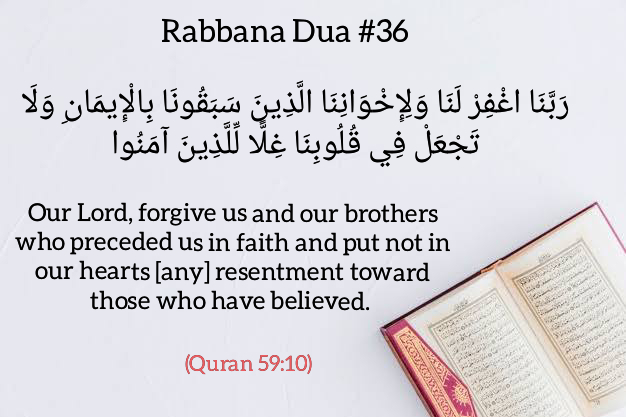 Rabbana Dua #36
رَبَّنَا اغْفِرْ لَنَا وَلِإِخْوَانِنَا الَّذِينَ سَبَقُونَا بِالْإِيمَانِ وَلَا
تَجْعَلْ فِي قُلُوبِنَا غِلًّا لِّلَّذِينَ آمَنُوا
Our Lord, forgive us and our brothers
who preceded us in faith and put not in
our hearts [any] resentment toward
those who have believed.
(Quran 59:10)